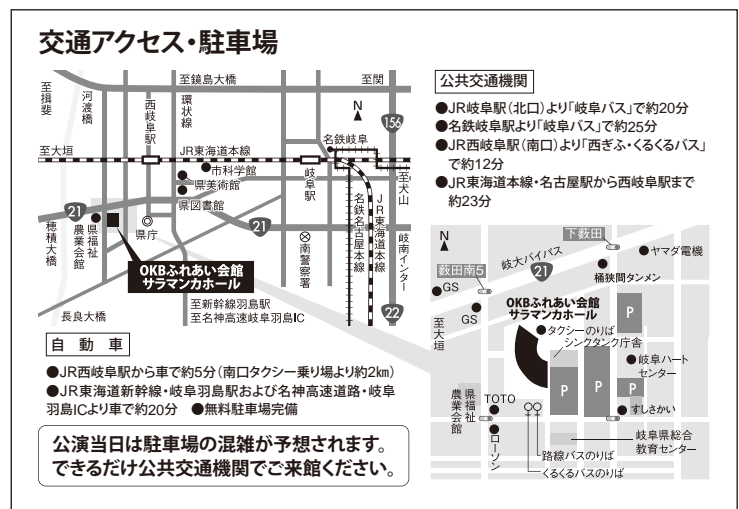 交通アクセス・駐車場
至揖斐
河渡橋
至鏡島大橋
西岐阜駅
環状線
至関
N
156
名鉄岐阜
至大垣
JR東海道本線
市科学館
県美術館
県図書館
岐阜駅
名鉄名古屋本線
JR東海道本線
至犬山
岐南インター
21
穂積大橋
県福祉
農業会館
県庁
21
南警察署
OKBふれあい会館
サラマンカホール
至新幹線羽島駅
至名神高速岐阜羽島IC
長良大橋
22
自動車
●JR西岐阜駅から車で約5分(南口タクシー乗り場より約2km)
●JR東海道新幹線・岐阜羽島駅および名神高速道路・岐阜
羽島ICより車で約20分 ●無料駐車場完備
公演当日は駐車場の混雑が予想されます。
できるだけ公共交通機関でご来館ください。
公共交通機関
●JR岐阜駅(北口)より「岐阜バス」で約20分
●名鉄岐阜駅より「岐阜バス」で約25分
●JR西岐阜駅(南口)より「西ぎふ・くるくるバス」
で約12分
●JR東海道本線・名古屋駅から西岐阜駅まで
約23分
N
下薮田
ヤマダ電機
岐大バイパス
21
薮田南5
桶狭間タンメン
GS
GS
OKBふれあい会館
サラマンカホール
至大垣
タクシーのりば
シンクタンク庁舎
P
P
P
P
岐阜ハート
センター
県福祉
農業会館
TOTO
すしさかい
ローソン
岐阜県総合
教育センター
路線バスのりば
くるくるバスのりば